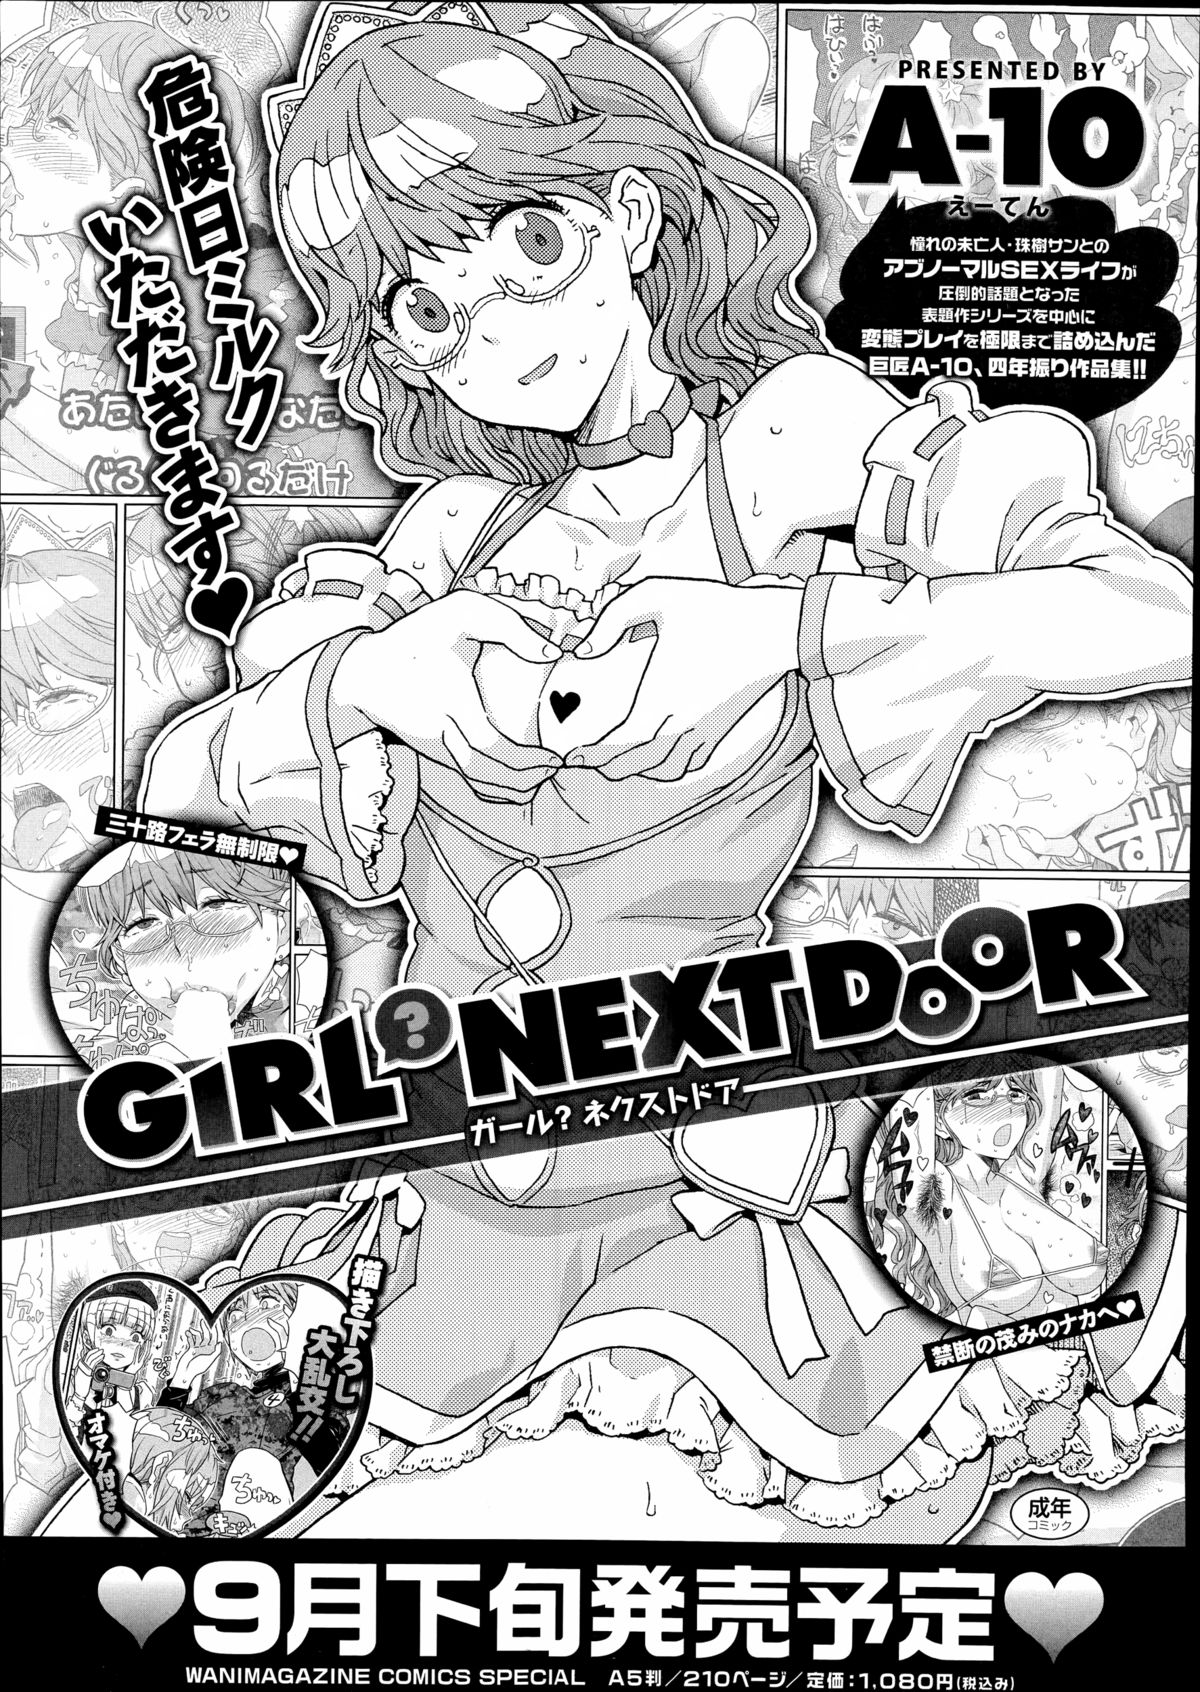 PRESENTED BY
A-10
えーてん
憧れの未亡人・珠樹サンとの
アブノーマルSEXライフが
圧倒的話題となった
表題作シリーズを中心に
変態プレイを極限まで詰め込んだ
巨匠A-10、四年振り作品集!!
危険日ミルク
いただきます♥
三十路フェラ無制限♥
GIRL?NEXTDOOR
ガール?ネクストドア
禁断の茂みのナカへ♥
描き下ろし
大乱交!!
オマケ付き♥
成年
コミック
♥9月下旬発売予定♥
WANIMAGAZINE COMICS SPECIAL A5判/210ページ/定価:1,080円(税込み)